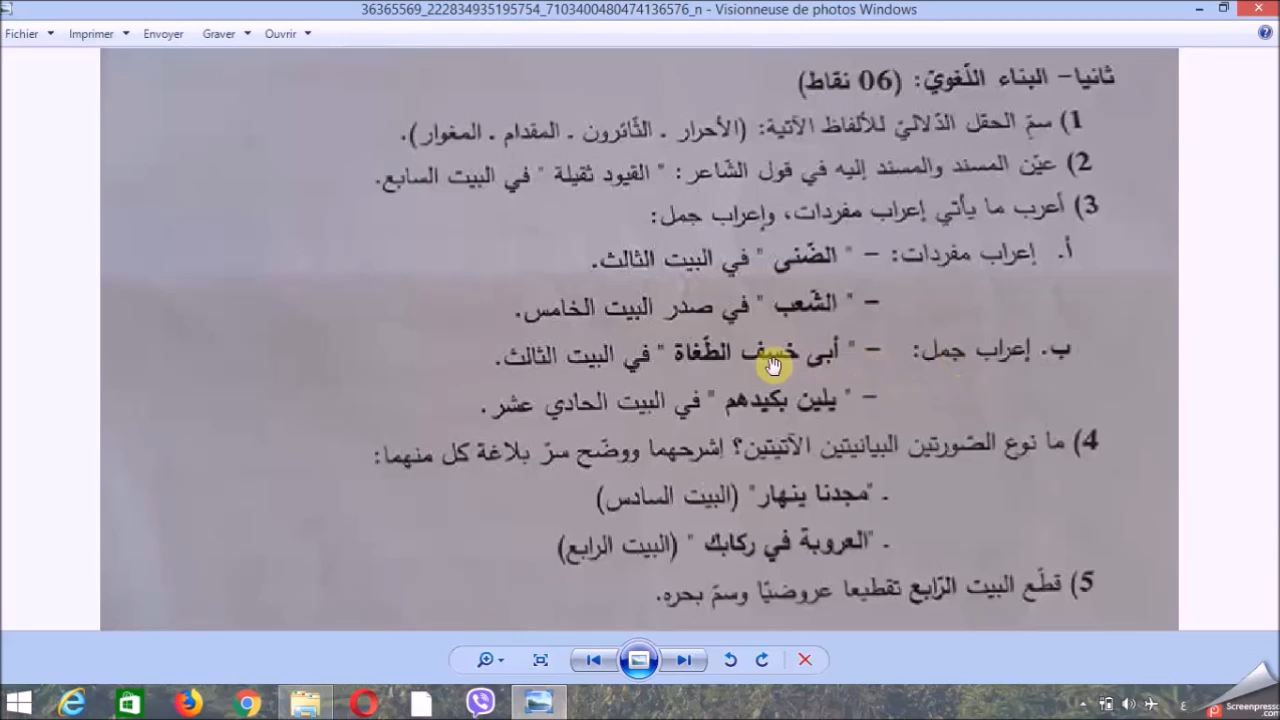 36365569_222834935195754_7103400480474136576_n - Visionneuse de photos Windows
Fichier Imprimer Envoyer Graver Ouvrir
ثانيا- البناء اللّغويّ: (06 نقاط)
1) سمّ الحقل الدّلاليّ للألفاظ الآتية: (الأحرار ـ الثّائرون ـ المقدام ـ المغوار).
2) عيّن المسند والمسند إليه في قول الشّاعر: " القيود ثقيلة " في البيت السابع.
3) أعرب ما يأتي إعراب مفردات، وإعراب جمل:
أ. إعراب مفردات: - " الضّنى " في البيت الثالث.
- " الشّعب " في صدر البيت الخامس.
ب. إعراب جمل: - " أبى خسف الطّغاة " في البيت الثالث.
- " يلين بكيدهم " في البيت الحادي عشر.
4) ما نوع الصّورتين البيانيتين الآتيتين؟ إشرحهما ووضّح سرّ بلاغة كل منهما:
. "مجدنا ينهار" (البيت السادس)
. "العروبة في ركابك " (البيت الرابع)
5) قطّع البيت الرّابع تقطيعا عروضيّا وسمّ بحره.
ع
Screenpresso
.com